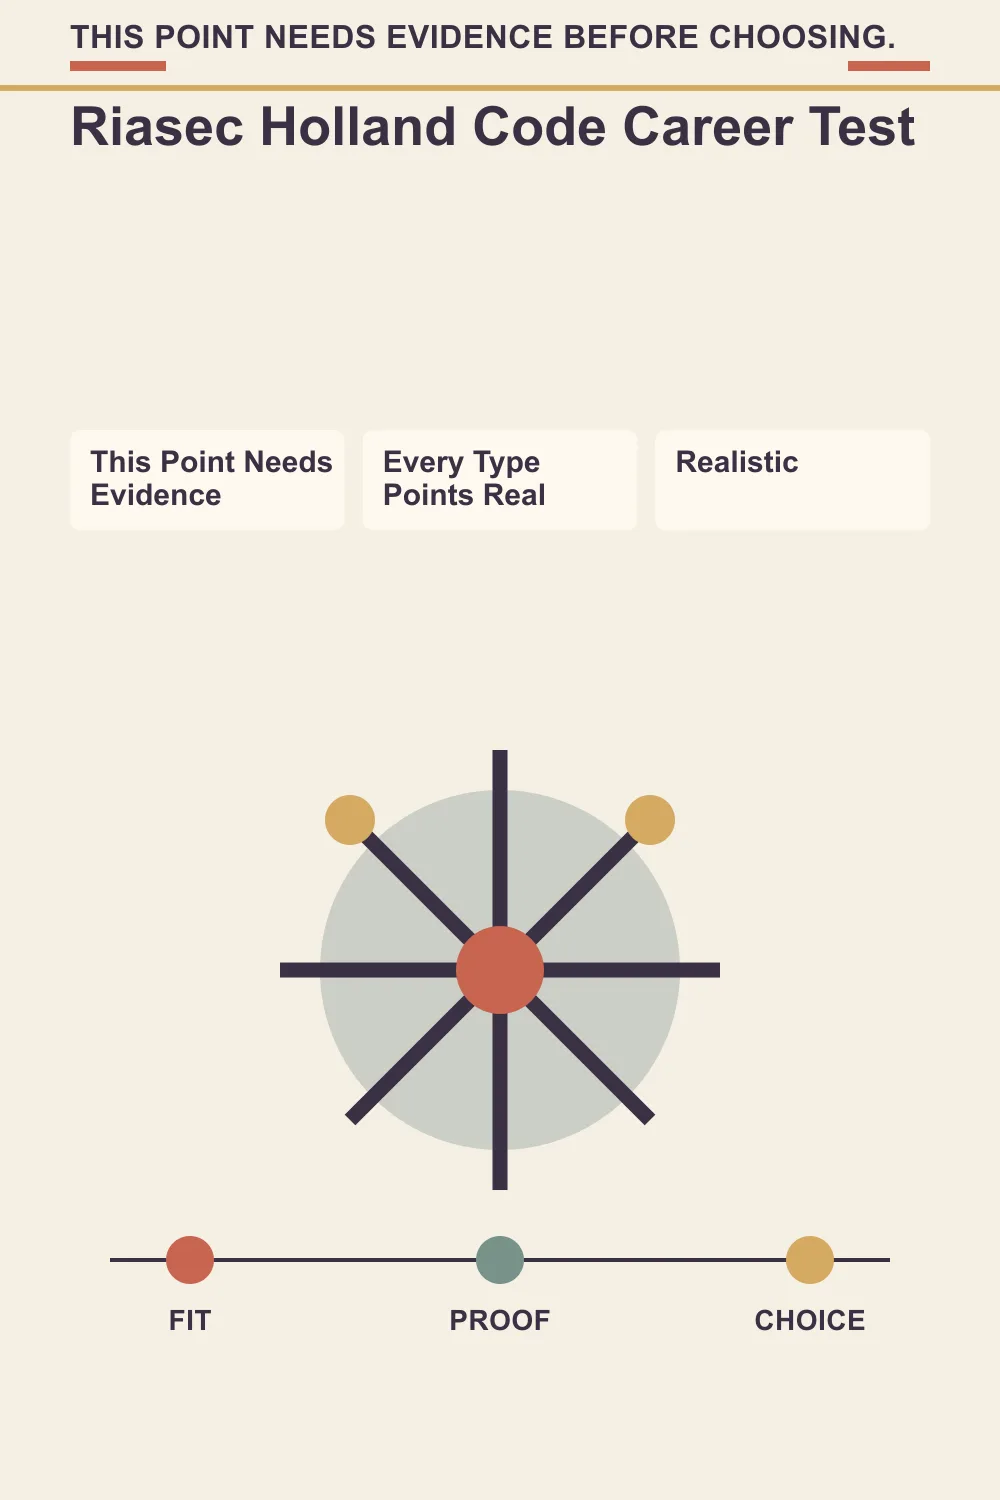 THIS POINT NEEDS EVIDENCE BEFORE CHOOSING.
Riasec Holland Code Career Test
This Point Needs
Evidence
Every Type
Points Real
Realistic
FIT
PROOF
CHOICE